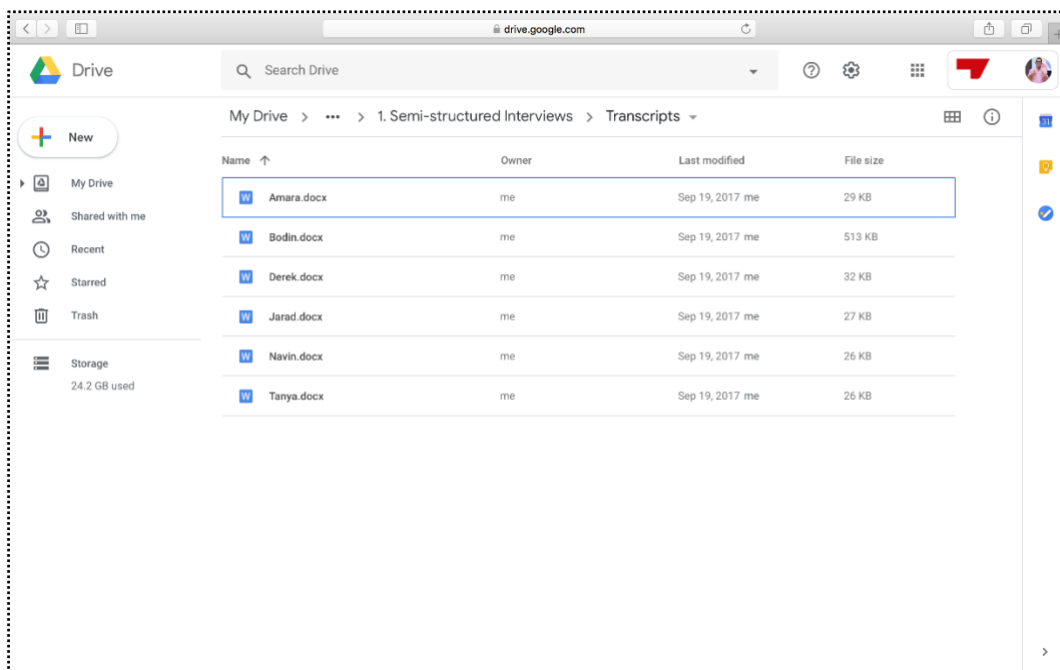 drive.google.com
Drive
Search Drive
New
My Drive > ••• > 1. Semi-structured Interviews > Transcripts
Name Owner Last modified File size
My Drive
Shared with me
Recent
Starred
Trash
Storage
24.2 GB used
W Amara.docx me Sep 19, 2017 me 29 KB
W Bodin.docx me Sep 19, 2017 me 513 KB
W Derek.docx me Sep 19, 2017 me 32 KB
W Jarad.docx me Sep 19, 2017 me 27 KB
W Navin.docx me Sep 19, 2017 me 26 KB
W Tanya.docx me Sep 19, 2017 me 26 KB
31